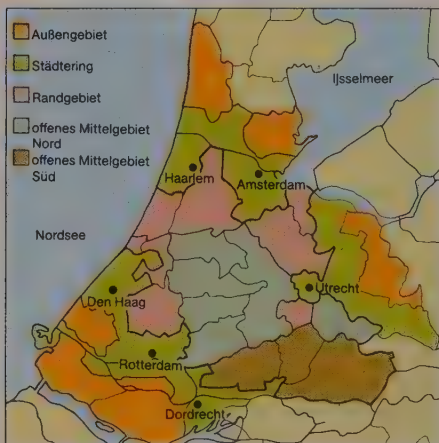 Außengebiet
Städtering
Randgebiet
offenes Mittelgebiet
Nord
offenes Mittelgebiet
Süd
IJsselmeer
Haarlem
Amsterdam
Nordsee
Den Haag
Utrecht
Rotterdam
Dordrecht